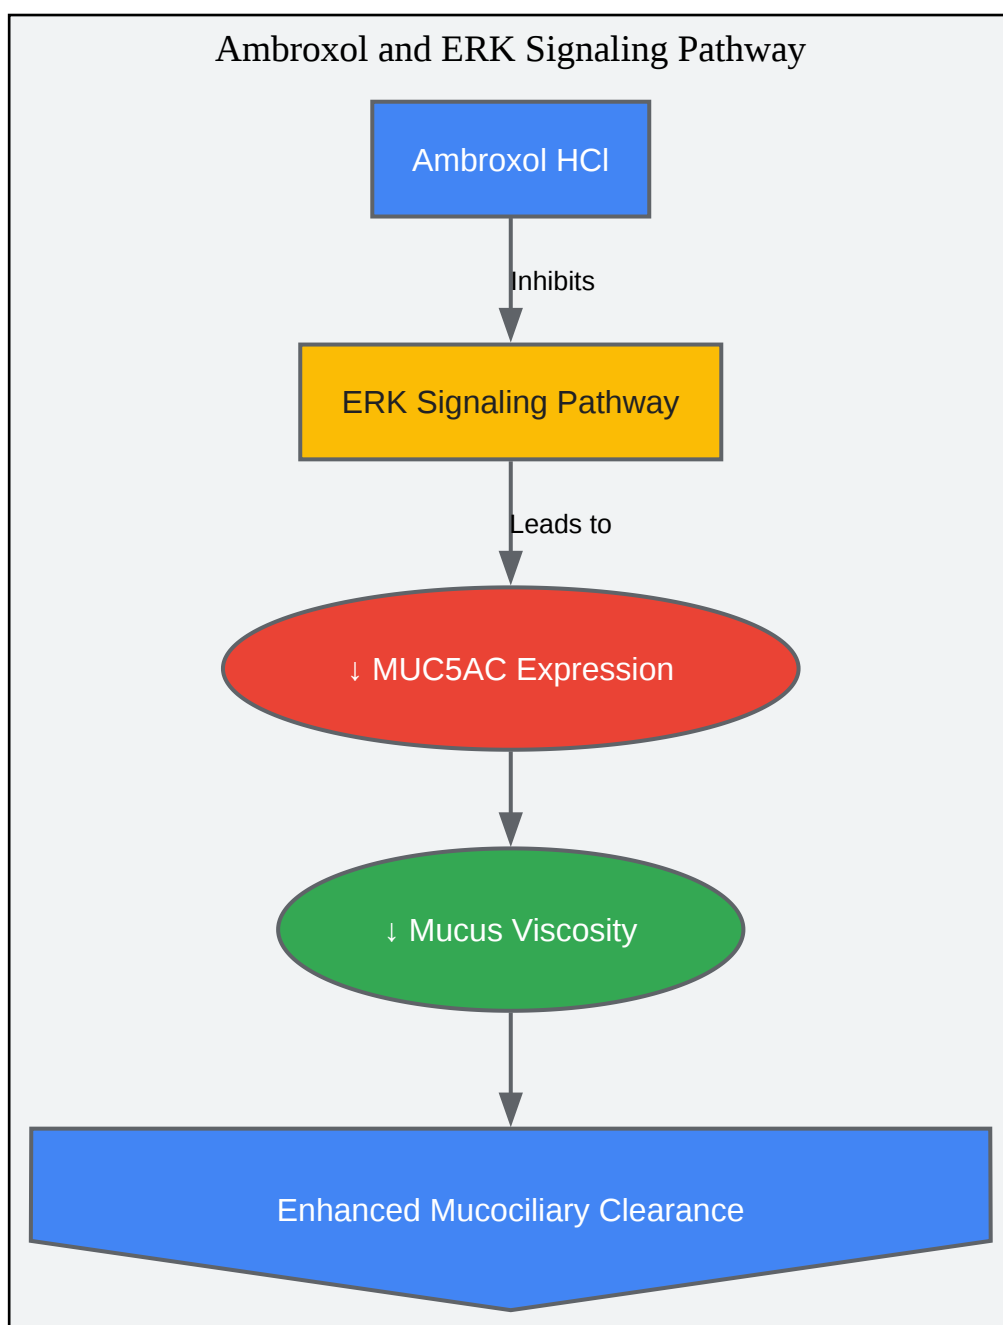 Ambroxol and ERK Signaling Pathway
Ambroxol HCl
Inhibits
ERK Signaling Pathway
Leads to
↓ MUC5AC Expression
↓ Mucus Viscosity
Enhanced Mucociliary Clearance